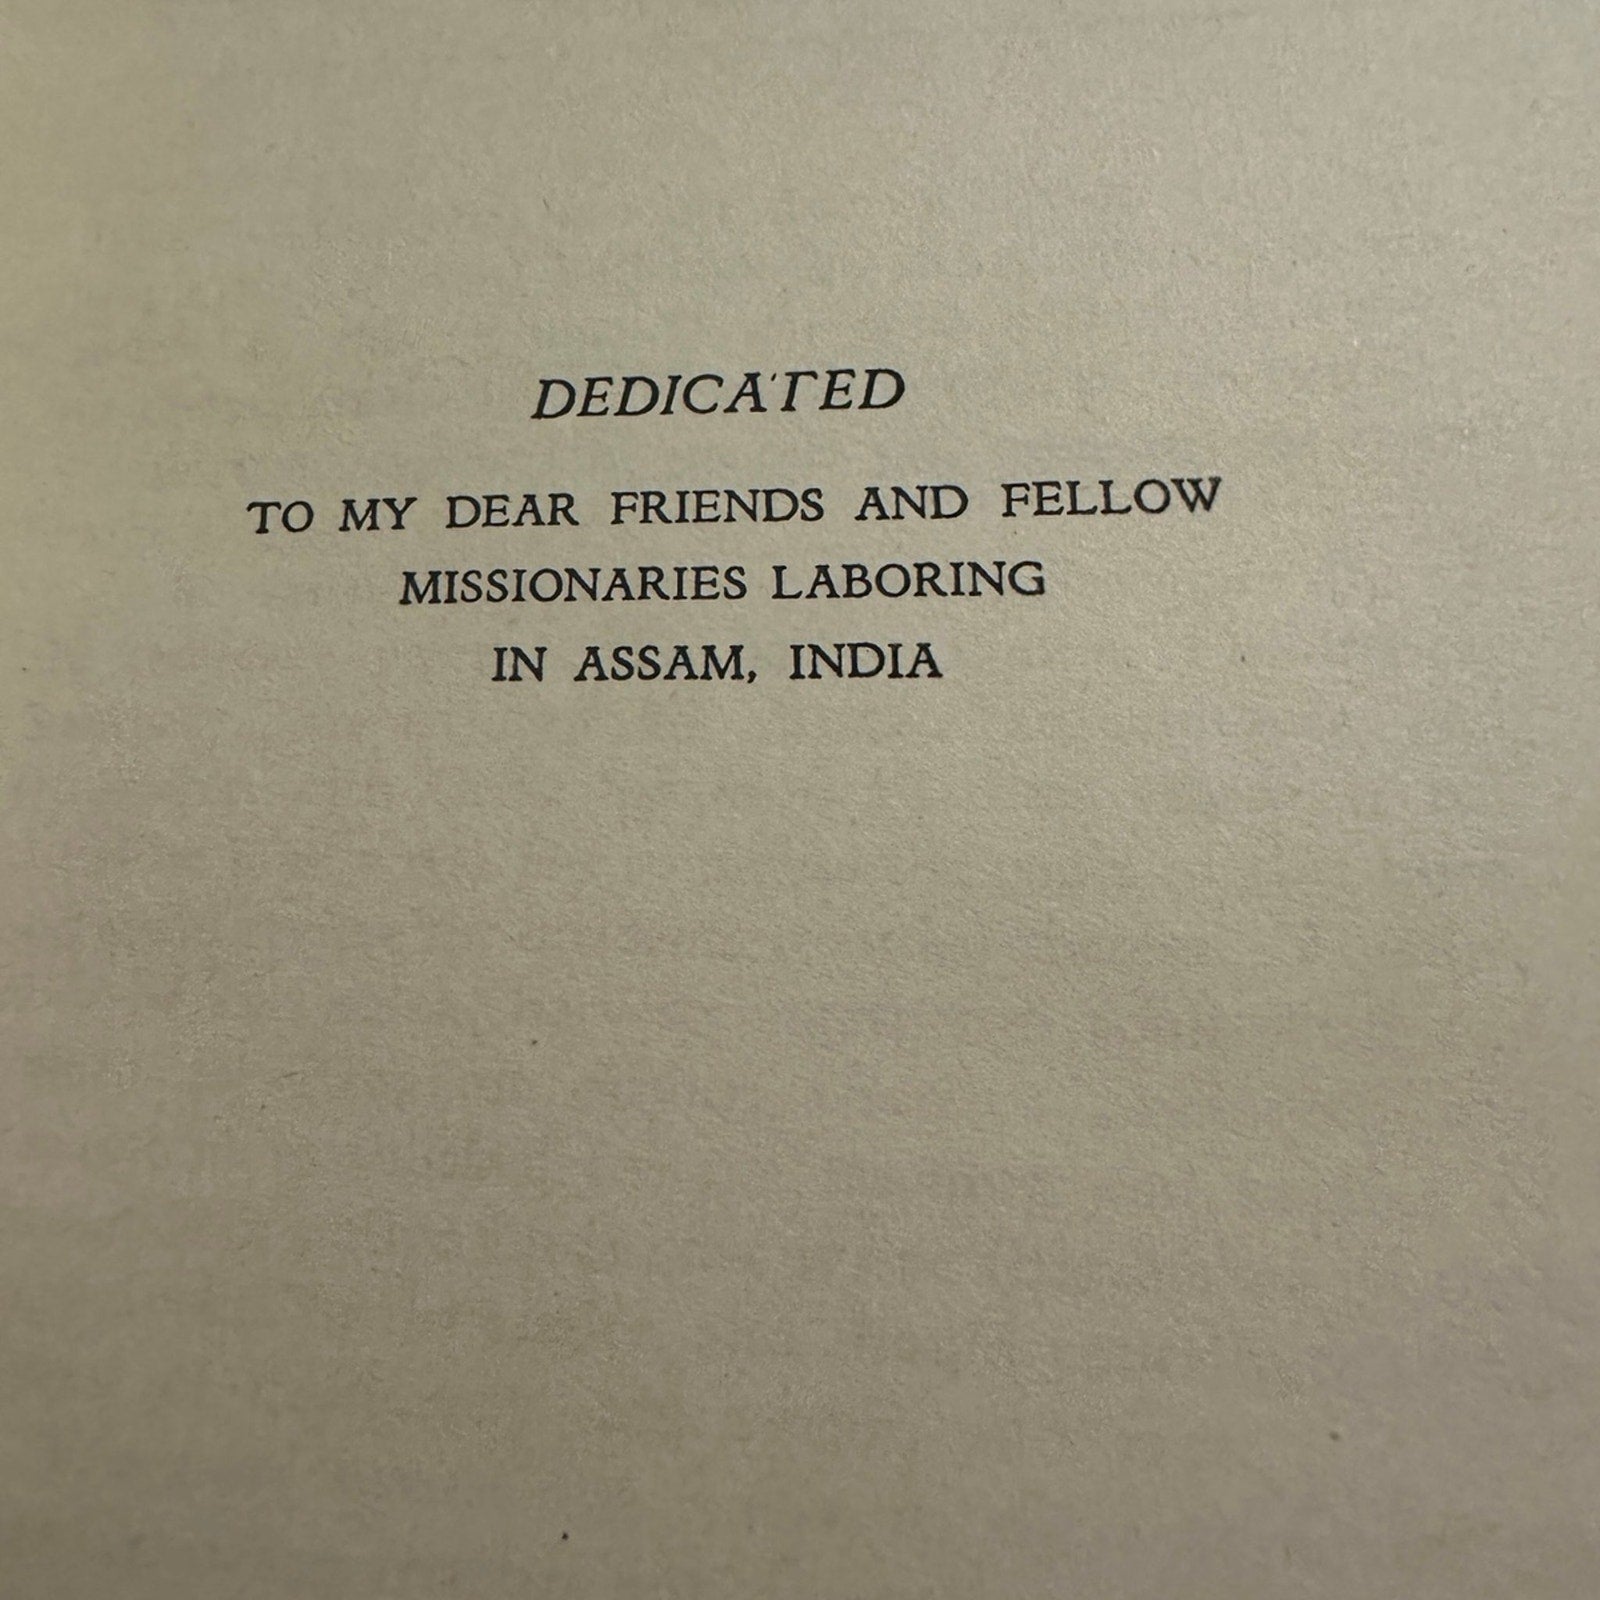 DEDICATED
TO MY DEAR FRIENDS AND FELLOW
MISSIONARIES LABORING
IN ASSAM, INDIA